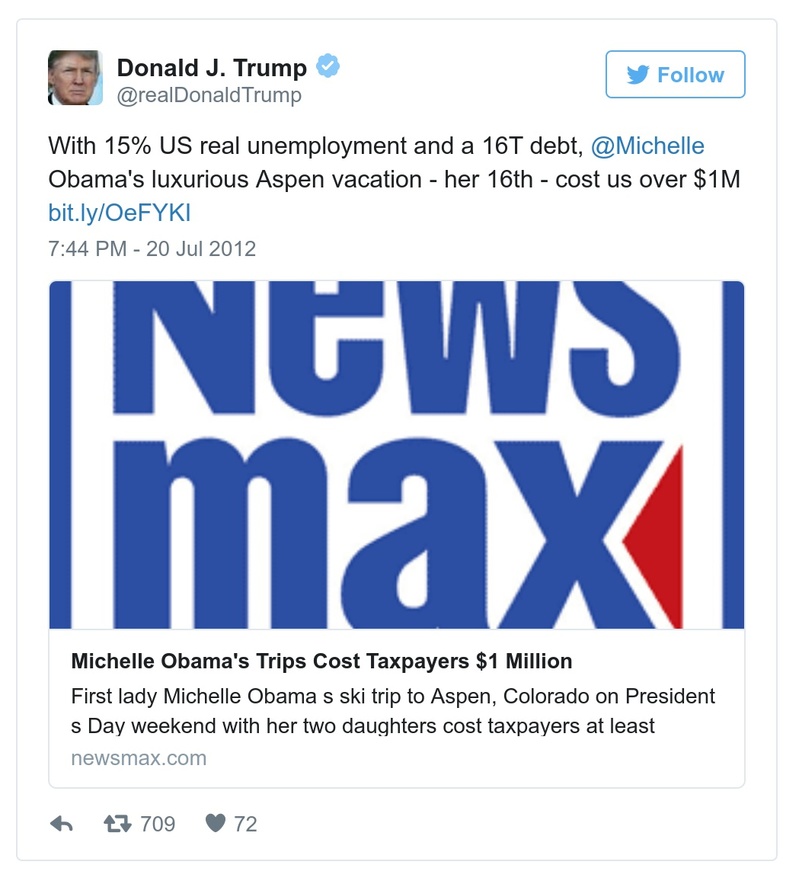 Donald J. Trump
@realDonaldTrump
Follow
With 15% US real unemployment and a 16T debt, @Michelle
Obama's luxurious Aspen vacation - her 16th - cost us over $1M
bit.ly/OeFYKI
7:44 PM - 20 Jul 2012
News
max
Michelle Obama's Trips Cost Taxpayers $1 Million
First lady Michelle Obama s ski trip to Aspen, Colorado on President
s Day weekend with her two daughters cost taxpayers at least
newsmax.com
709 72